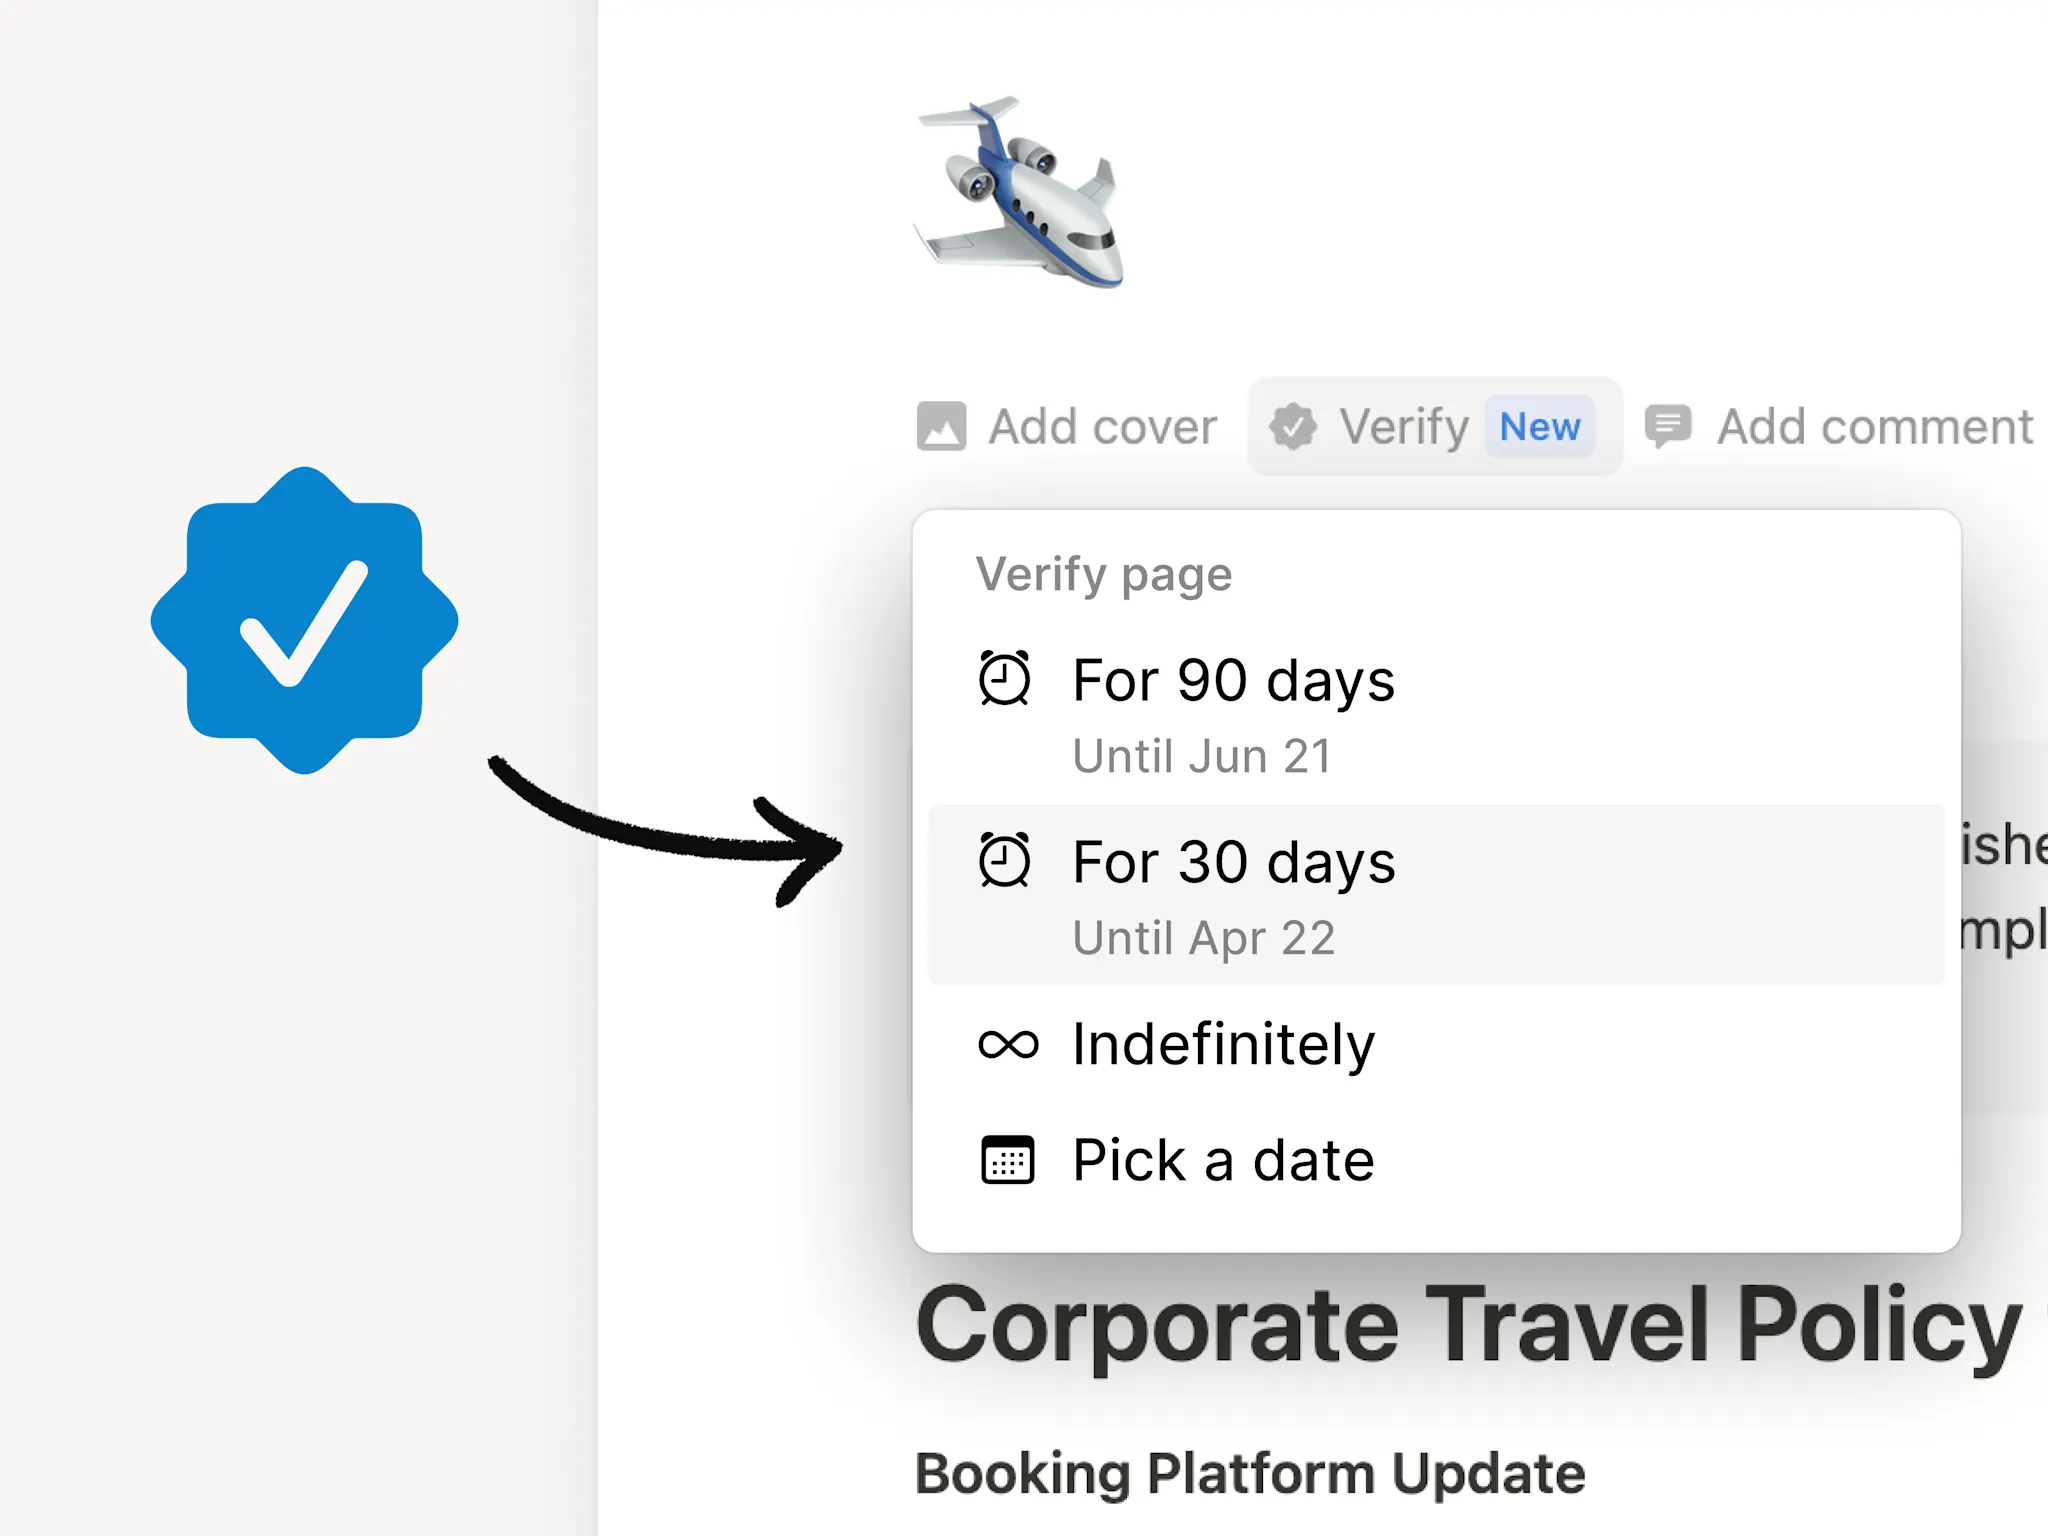 Add cover Verify New Add comment
Verify page
For 90 days
Until Jun 21
For 30 days
Until Apr 22
Indefinitely
Pick a date
Corporate Travel Policy
Booking Platform Update